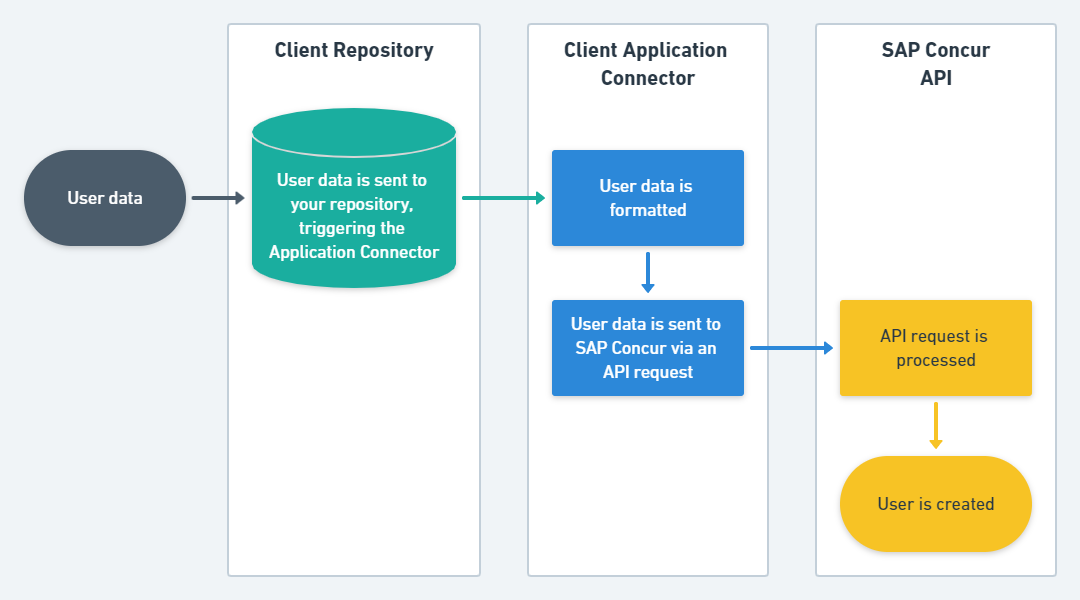 Client Repository
Client Application
Connector
SAP Concur
API
User data
User data is sent to
your repository,
triggering the
Application Connector
User data is
formatted
User data is sent to
SAP Concur via an
API request
API request is
processed
User is created